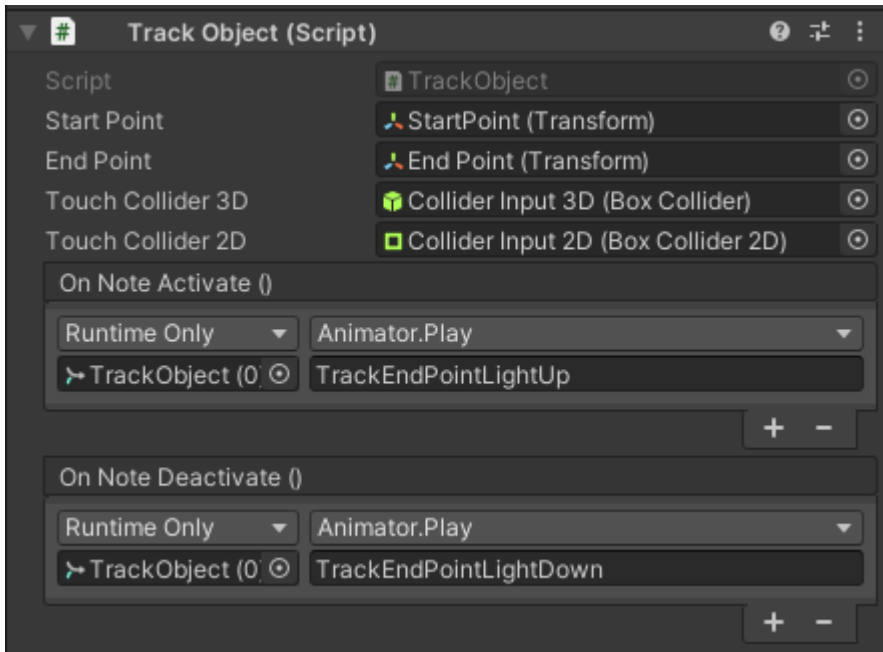 # Track Object (Script)
Script # TrackObject
Start Point StartPoint (Transform)
End Point End Point (Transform)
Touch Collider 3D Collider Input 3D (Box Collider)
Touch Collider 2D Collider Input 2D (Box Collider 2D)
On Note Activate ()
Runtime Only Animator.Play
TrackObject (0) TrackEndPointLightUp
+ −
On Note Deactivate ()
Runtime Only Animator.Play
TrackObject (0) TrackEndPointLightDown
+ −